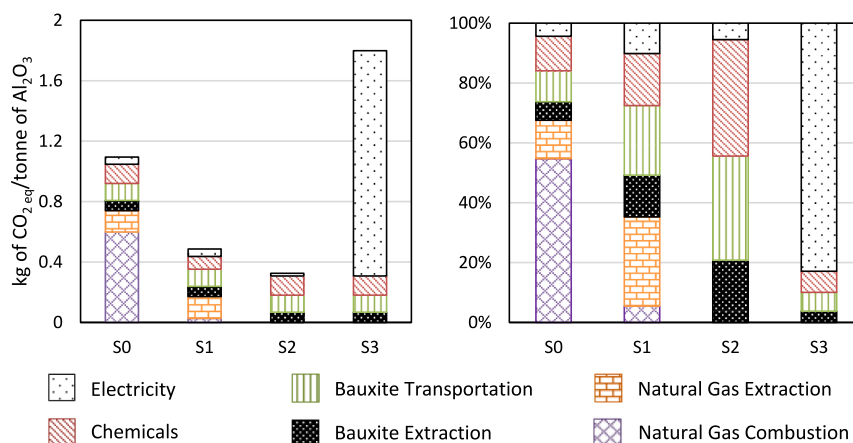 kg of CO2 eq/tonne of Al2O3
2
1.6
1.2
0.8
0.4
0
S0 S1 S2 S3
100%
80%
60%
40%
20%
0%
S0 S1 S2 S3
Electricity Bauxite Transportation Natural Gas Extraction
Chemicals Bauxite Extraction Natural Gas Combustion